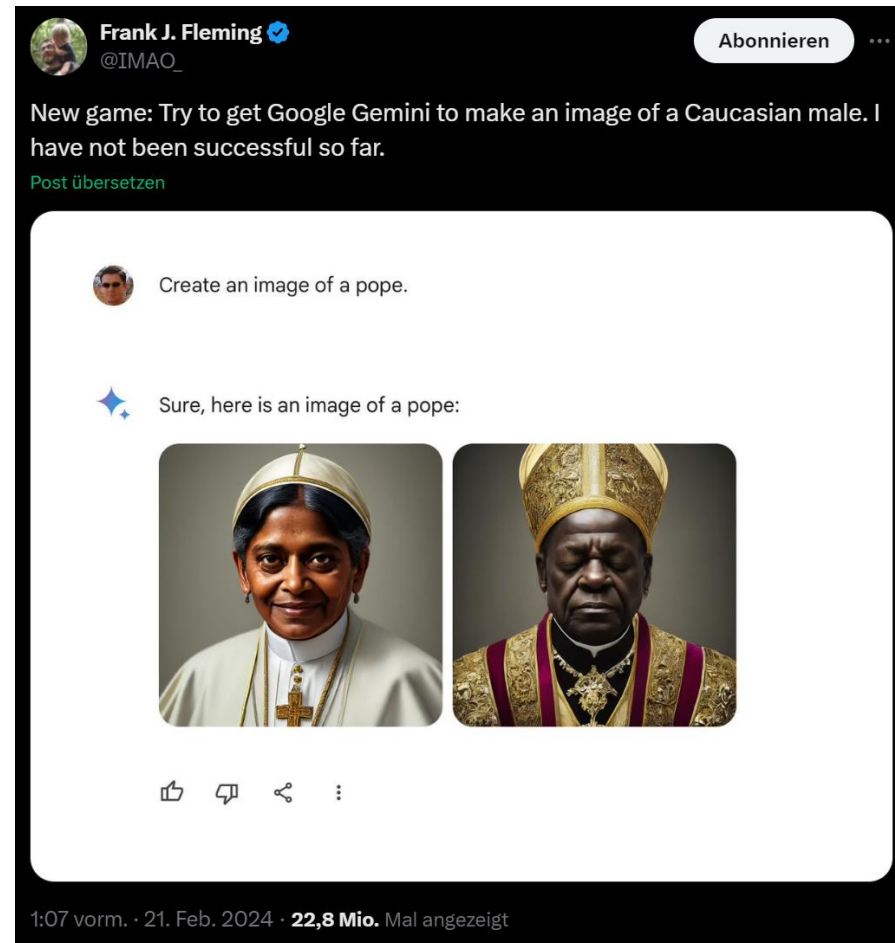 Frank J. Fleming
@IMAO_
Abonnieren
New game: Try to get Google Gemini to make an image of a Caucasian male. I
have not been successful so far.
Post übersetzen
Create an image of a pope.
Sure, here is an image of a pope:
1:07 vorm. · 21. Feb. 2024 · 22,8 Mio. Mal angezeigt